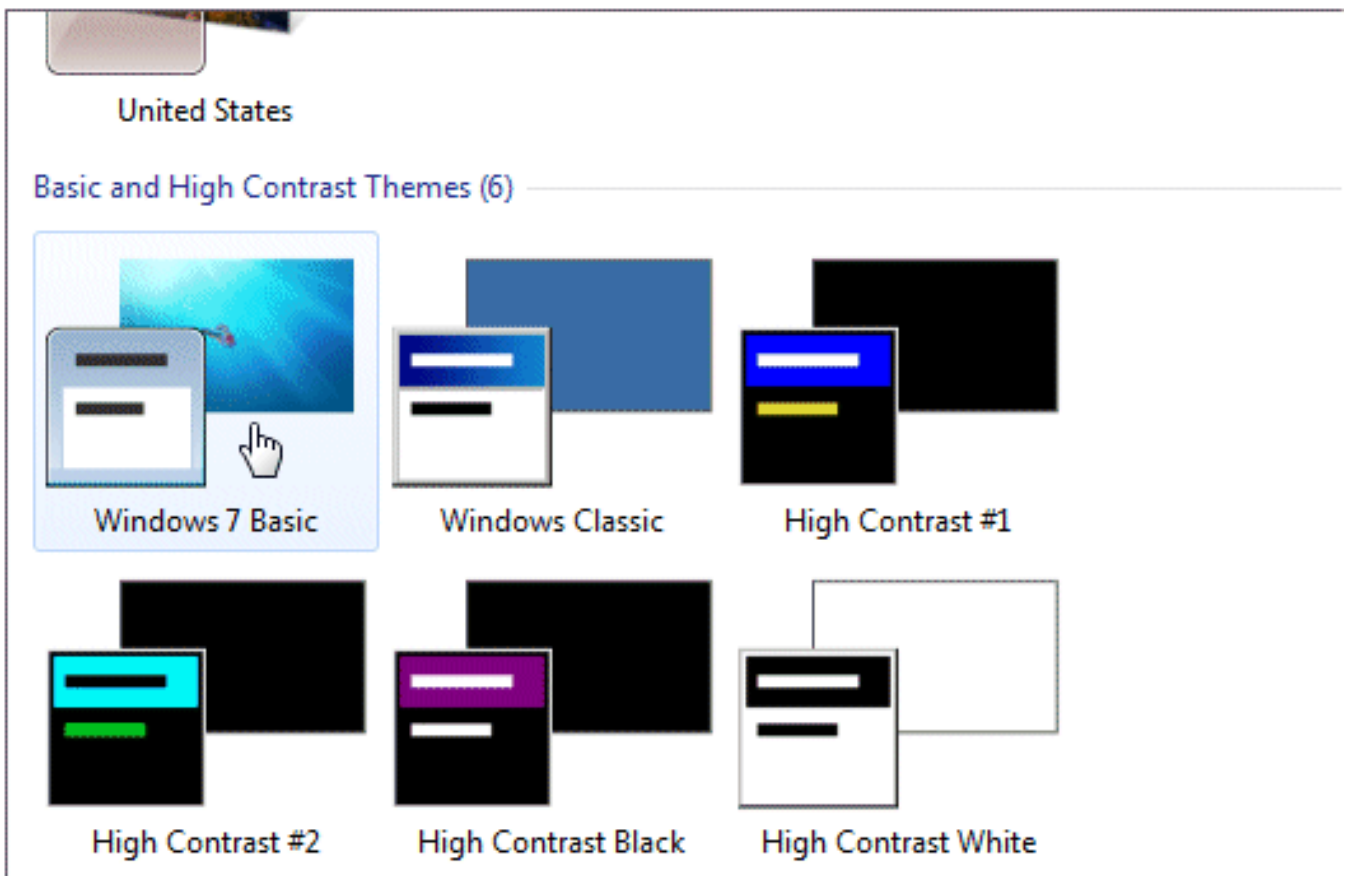 United States
Basic and High Contrast Themes (6)
Windows 7 Basic
Windows Classic
High Contrast #1
High Contrast #2
High Contrast Black
High Contrast White